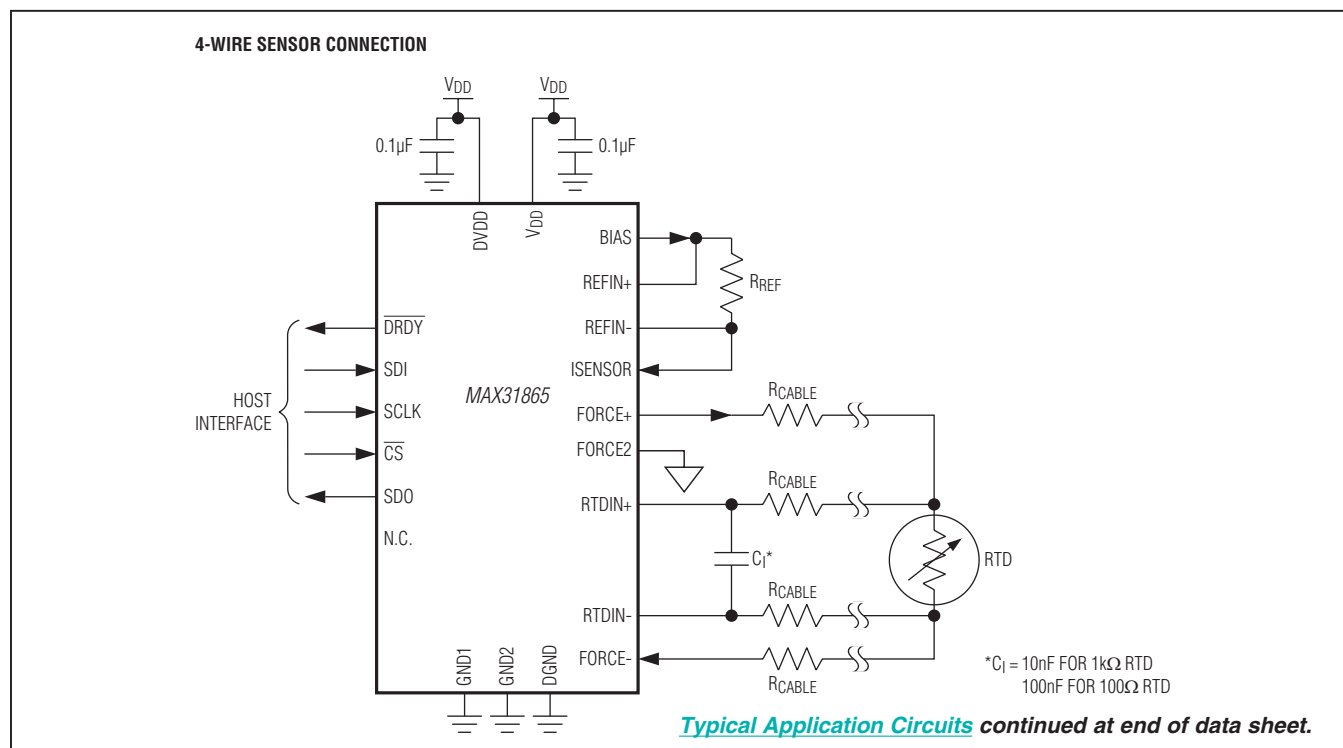 4-WIRE SENSOR CONNECTION
VDD
VDD
0.1µF
0.1µF
DVDD
VDD
BIAS
REFIN+
RREF
REFIN-
ISENSOR
DRDY
SDI
MAX31865
HOST
INTERFACE
SCLK
CS
SDO
N.C.
FORCE+
RCABLE
FORCE2
RTDIN+
RCABLE
CI*
RTD
RTDIN-
RCABLE
FORCE-
RCABLE
GND1
GND2
DGND
*CI = 10nF FOR 1kΩ RTD
100nF FOR 100Ω RTD
Typical Application Circuits continued at end of data sheet.